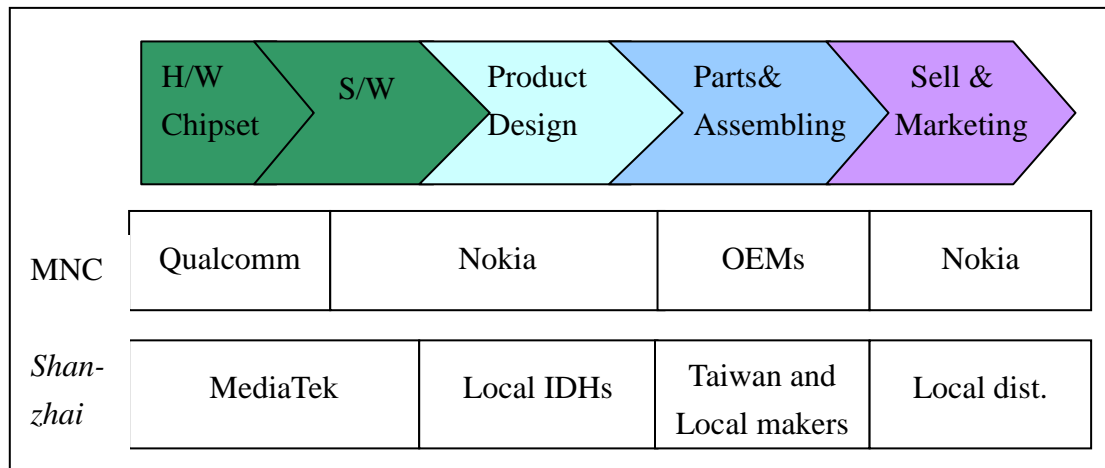 H/W
Chipset
S/W
Product
Design
Parts&
Assembling
Sell &
Marketing
MNC
Qualcomm
Nokia
OEMs
Nokia
Shan-
zhai
MediaTek
Local IDHs
Taiwan and
Local makers
Local dist.